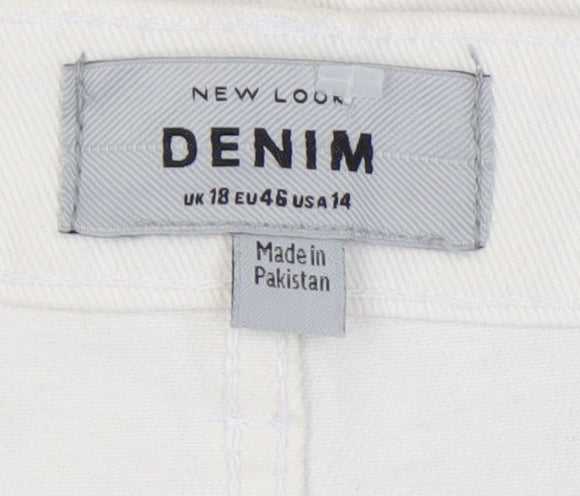 NEW LOOK
DENIM
UK 18 EU 46 USA 14
Made in
Pakistan